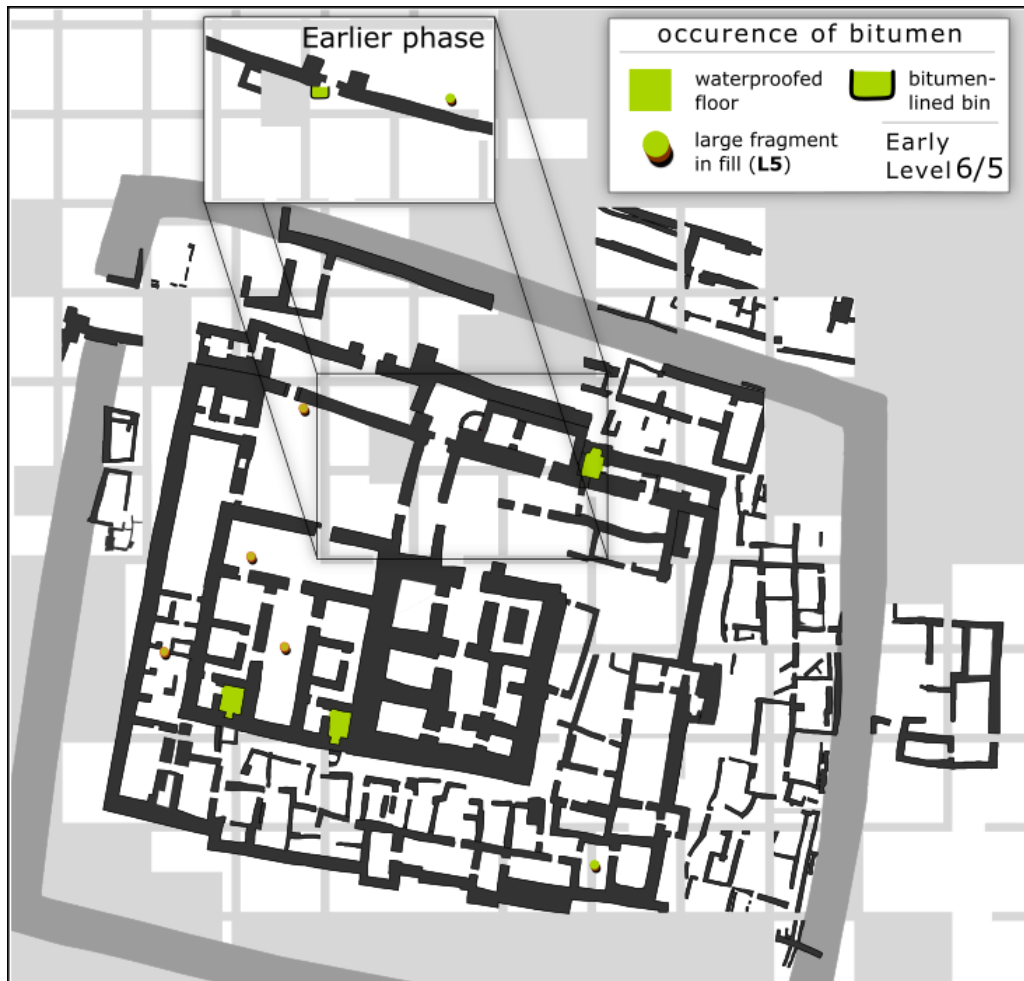 Earlier phase
occurence of bitumen
waterproofed
floor
bitumen-
lined bin
large fragment
in fill (L5)
Early
Level 6/5